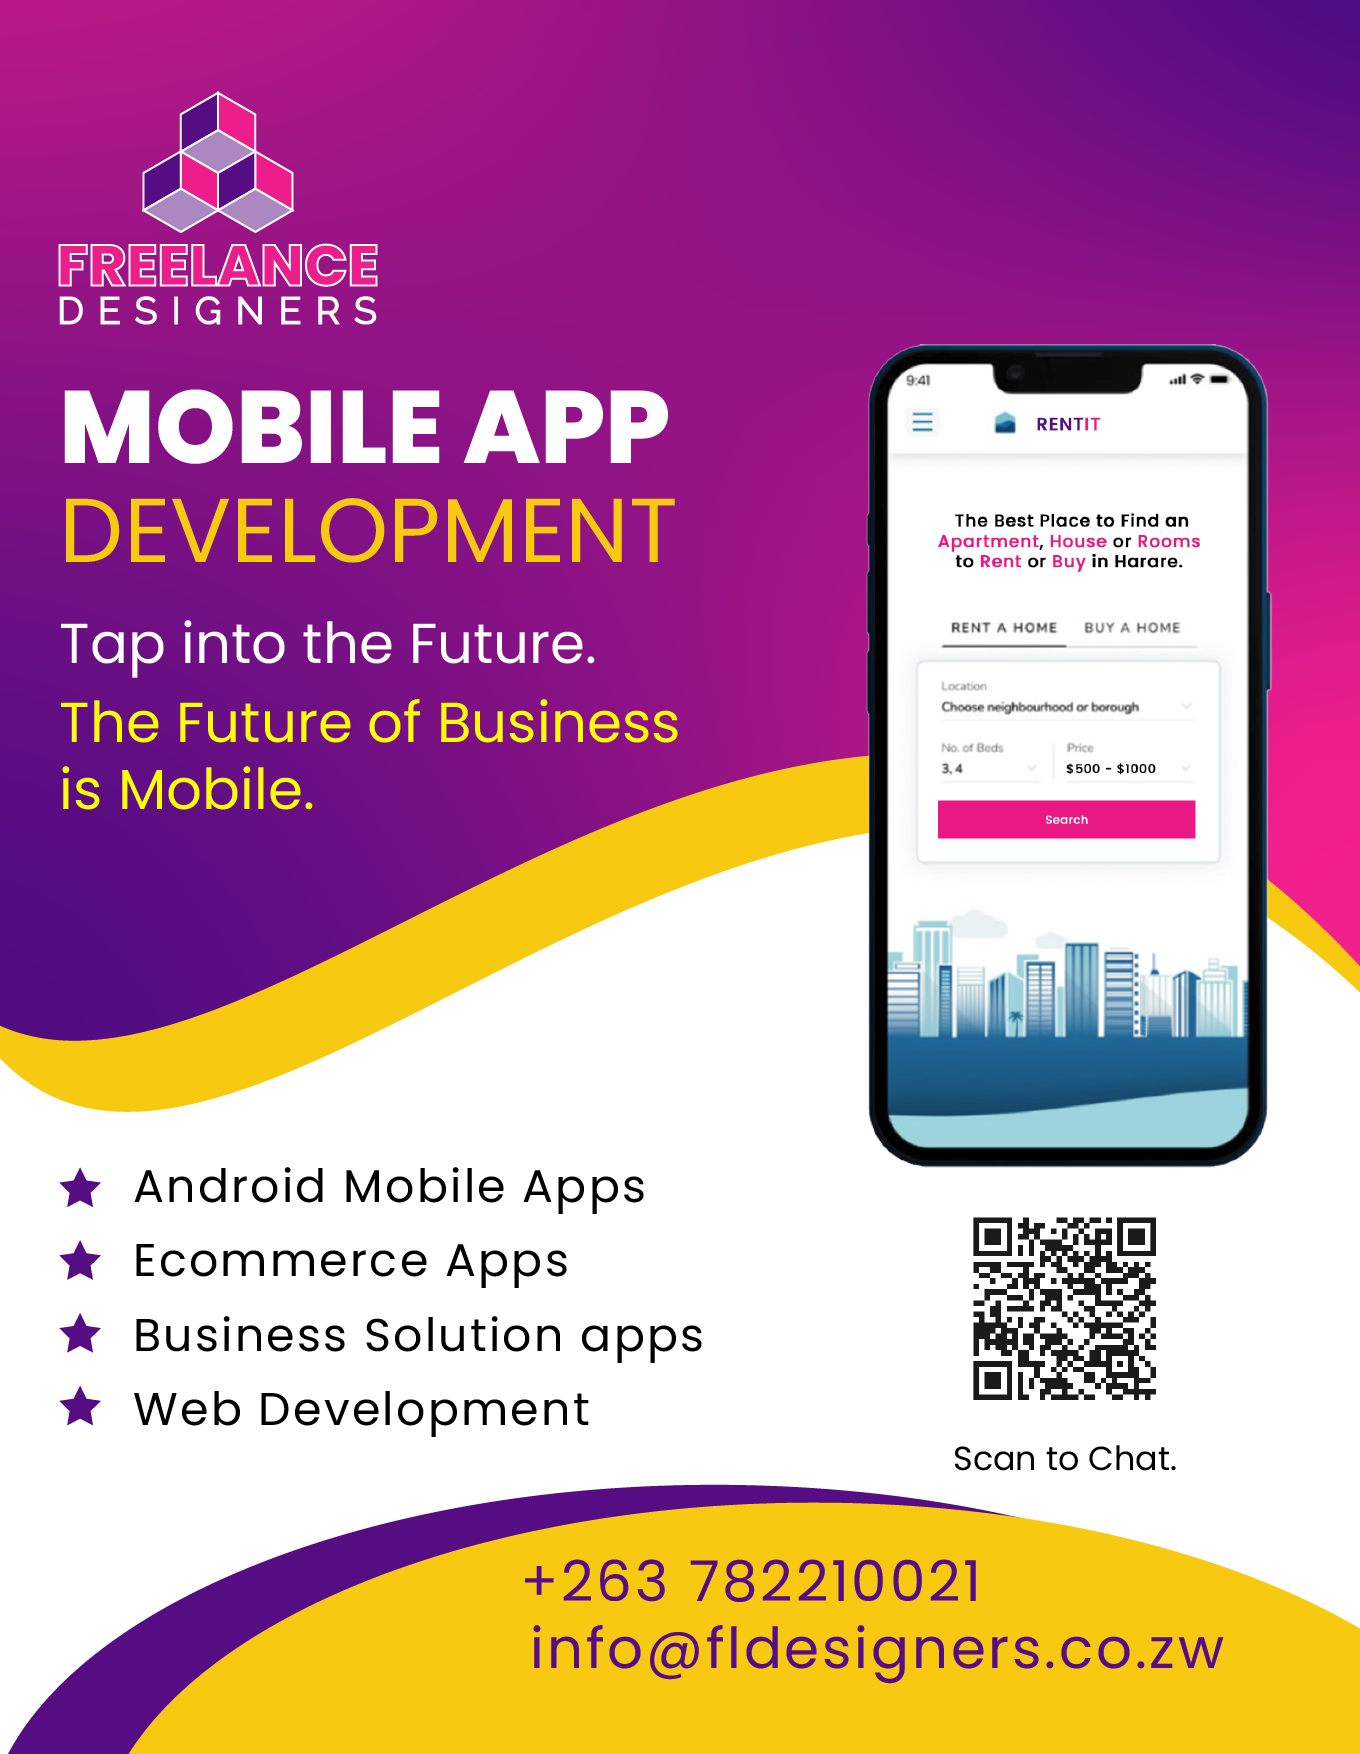 FREELANCE
DESIGNERS
MOBILE APP
DEVELOPMENT
Tap into the Future.
The Future of Business
is Mobile.
9:41
RENTIT
The Best Place to Find an
Apartment, House or Rooms
to Rent or Buy in Harare.
RENT A HOME BUY A HOME
Location
Choose neighbourhood or borough
No. of Beds Price
3, 4 $500 - $1000
Search
Android Mobile Apps
Ecommerce Apps
Business Solution apps
Web Development
Scan to Chat.
+263 782210021
info@fldesigners.co.zw